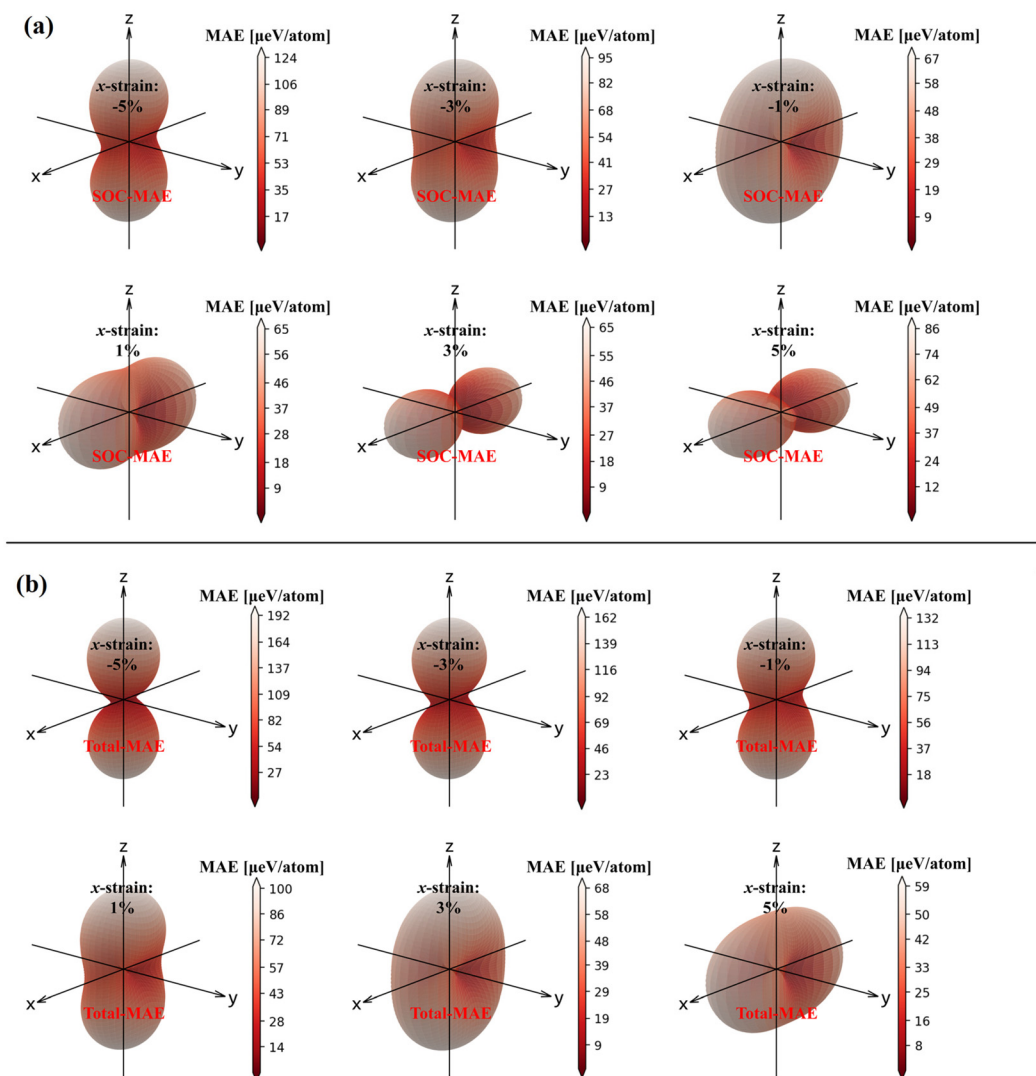 (a)
z
MAE [µeV/atom]
x-strain:
-5%
124
106
89
71
53
35
17
x
y
SOC-MAE
z
MAE [µeV/atom]
x-strain:
-3%
95
82
68
54
41
27
13
x
y
SOC-MAE
z
MAE [µeV/atom]
x-strain:
-1%
67
57
48
38
29
19
9
x
y
SOC-MAE
z
MAE [µeV/atom]
x-strain:
1%
65
56
46
37
28
18
9
x
y
SOC-MAE
z
MAE [µeV/atom]
x-strain:
3%
65
56
46
37
27
18
9
x
y
SOC-MAE
z
MAE [µeV/atom]
x-strain:
5%
86
74
62
49
37
24
12
x
y
SOC-MAE
(b)
z
MAE [µeV/atom]
x-strain:
-5%
192
164
137
109
82
54
27
x
y
Total-MAE
z
MAE [µeV/atom]
x-strain:
-3%
162
139
116
92
69
46
23
x
y
Total-MAE
z
MAE [µeV/atom]
x-strain:
-1%
132
113
94
75
56
37
18
x
y
Total-MAE
z
MAE [µeV/atom]
x-strain:
1%
100
86
72
57
43
28
14
x
y
Total-MAE
z
MAE [µeV/atom]
x-strain:
3%
68
58
48
39
29
19
9
x
y
Total-MAE
z
MAE [µeV/atom]
x-strain:
5%
59
50
42
33
25
16
8
x
y
Total-MAE